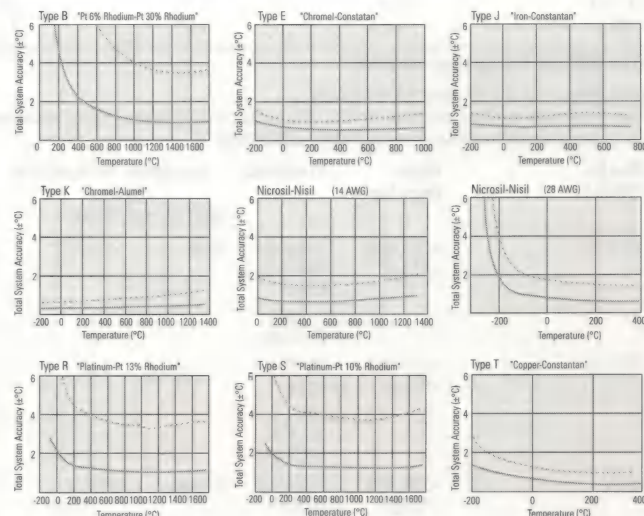 Type B "Pt 6% Rhodium-Pt 30% Rhodium"
Total System Accuracy (±°C)
6
4
2
0 200 400 600 800 1000 1400 1600
Temperature (°C)
Type E "Chromel-Constatan"
Total System Accuracy (±°C)
6
4
2
-200 0 200 400 600 800 1000
Temperature (°C)
Type J "Iron-Constantan"
Total System Accuracy (±°C)
6
4
2
-200 0 200 400 600 800
Temperature (°C)
Type K "Chromel-Alumel"
Total System Accuracy (±°C)
6
4
2
-200 0 200 400 600 800 1000 1200 1400
Temperature (°C)
Nicrosil-Nisil (14 AWG)
Total System Accuracy (±°C)
6
4
2
0 200 400 600 800 1000 1200 1400
Temperature (°C)
Nicrosil-Nisil (28 AWG)
Total System Accuracy (±°C)
6
4
2
-200 0 200 400
Temperature (°C)
Type R "Platinum-Pt 13% Rhodium"
Total System Accuracy (±°C)
6
4
2
-200 0 200 400 600 800 1000 1400 1600
Temperature (°C)
Type S "Platinum-Pt 10% Rhodium"
Total System Accuracy (±°C)
6
4
2
-200 0 200 400 600 800 1000 1400 1600
Temperature (°C)
Type T "Copper-Constantan"
Total System Accuracy (±°C)
6
4
2
-200 0 200 400
Temperature (°C)